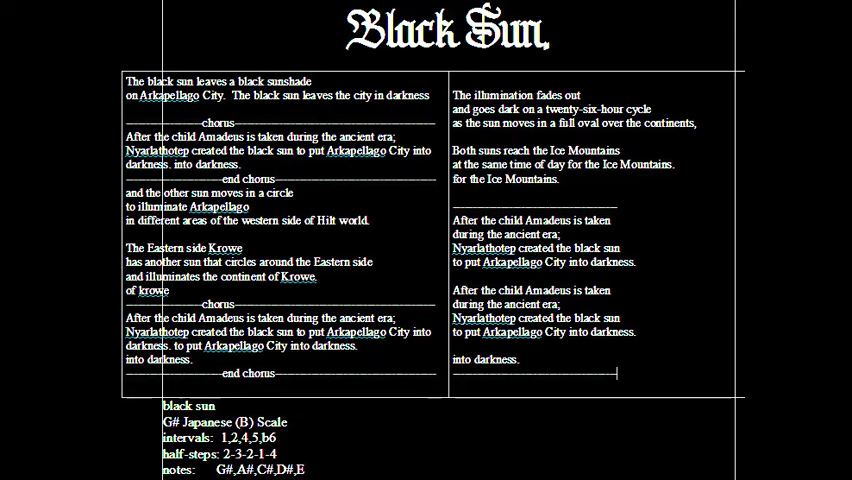 Black Sun,
The black sun leaves a black sunshade
on Arkapellago City. The black sun leaves the city in darkness
--------------------chorus--------------------
After the child Amadeus is taken during the ancient era;
Nyarlathotep created the black sun to put Arkapellago City into
darkness. into darkness.
--------------------end chorus--------------------
and the other sun moves in a circle
to illuminate Arkapellago
in different areas of the western side of Hilt world.
The Eastern side Krowe
has another sun that circles around the Eastern side
and illuminates the continent of Krowe.
of krowe
--------------------chorus--------------------
After the child Amadeus is taken during the ancient era;
Nyarlathotep created the black sun to put Arkapellago City into
darkness. to put Arkapellago City into darkness.
into darkness.
--------------------end chorus--------------------
The illumination fades out
and goes dark on a twenty-six-hour cycle
as the sun moves in a full oval over the continents,
Both suns reach the Ice Mountains
at the same time of day for the Ice Mountains.
for the Ice Mountains.
----------------------------------------
After the child Amadeus is taken
during the ancient era;
Nyarlathotep created the black sun
to put Arkapellago City into darkness.
After the child Amadeus is taken
during the ancient era;
Nyarlathotep created the black sun
to put Arkapellago City into darkness.
into darkness.
----------------------------------------
black sun
G# Japanese (B) Scale
intervals: 1,2,4,5,b6
half-steps: 2-3-2-1-4
notes: G#,A#,C#,D#,E